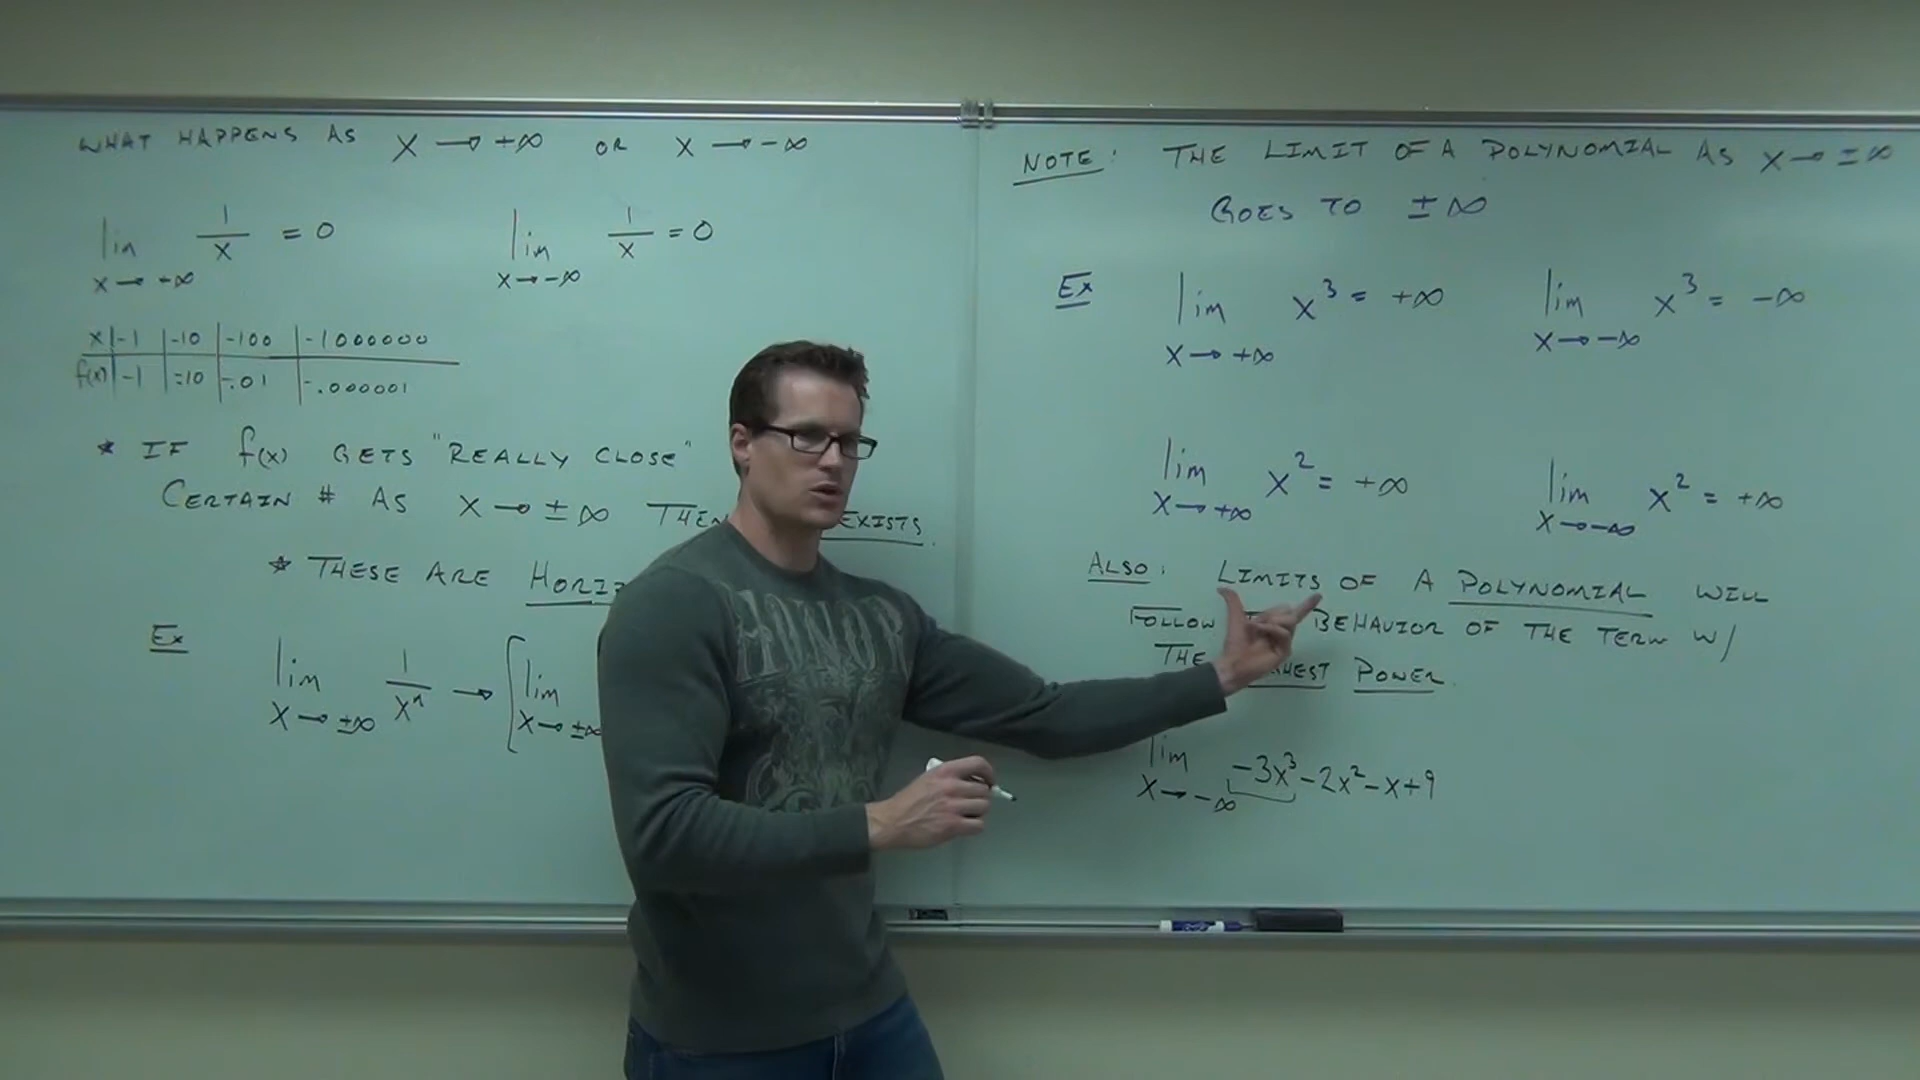 WHAT HAPPENS AS X → +∞ OR X → -∞
lim 1/x = 0
x → +∞
lim 1/x = 0
x → -∞
x | -1 | -10 | -100 | -1000000
f(x) | -1 | -.10 | -.01 | -.000001
* IF f(x) GETS "REALLY CLOSE"
CERTAIN # AS X → ±∞ THEN EXISTS.
* THESE ARE
Ex
lim 1/xⁿ → [lim
x → ±∞ x → ±∞
NOTE: THE LIMIT OF A POLYNOMIAL AS X → ±∞
GOES TO ±∞
Ex
lim x³ = +∞
x → +∞
lim x³ = -∞
x → -∞
lim x² = +∞
x → +∞
lim x² = +∞
x → -∞
ALSO: LIMITS OF A POLYNOMIAL WILL
FOLLOW BEHAVIOR OF THE TERM W/
THE POWER.
lim -3x³-2x²-x+9
x → -∞
HONOR